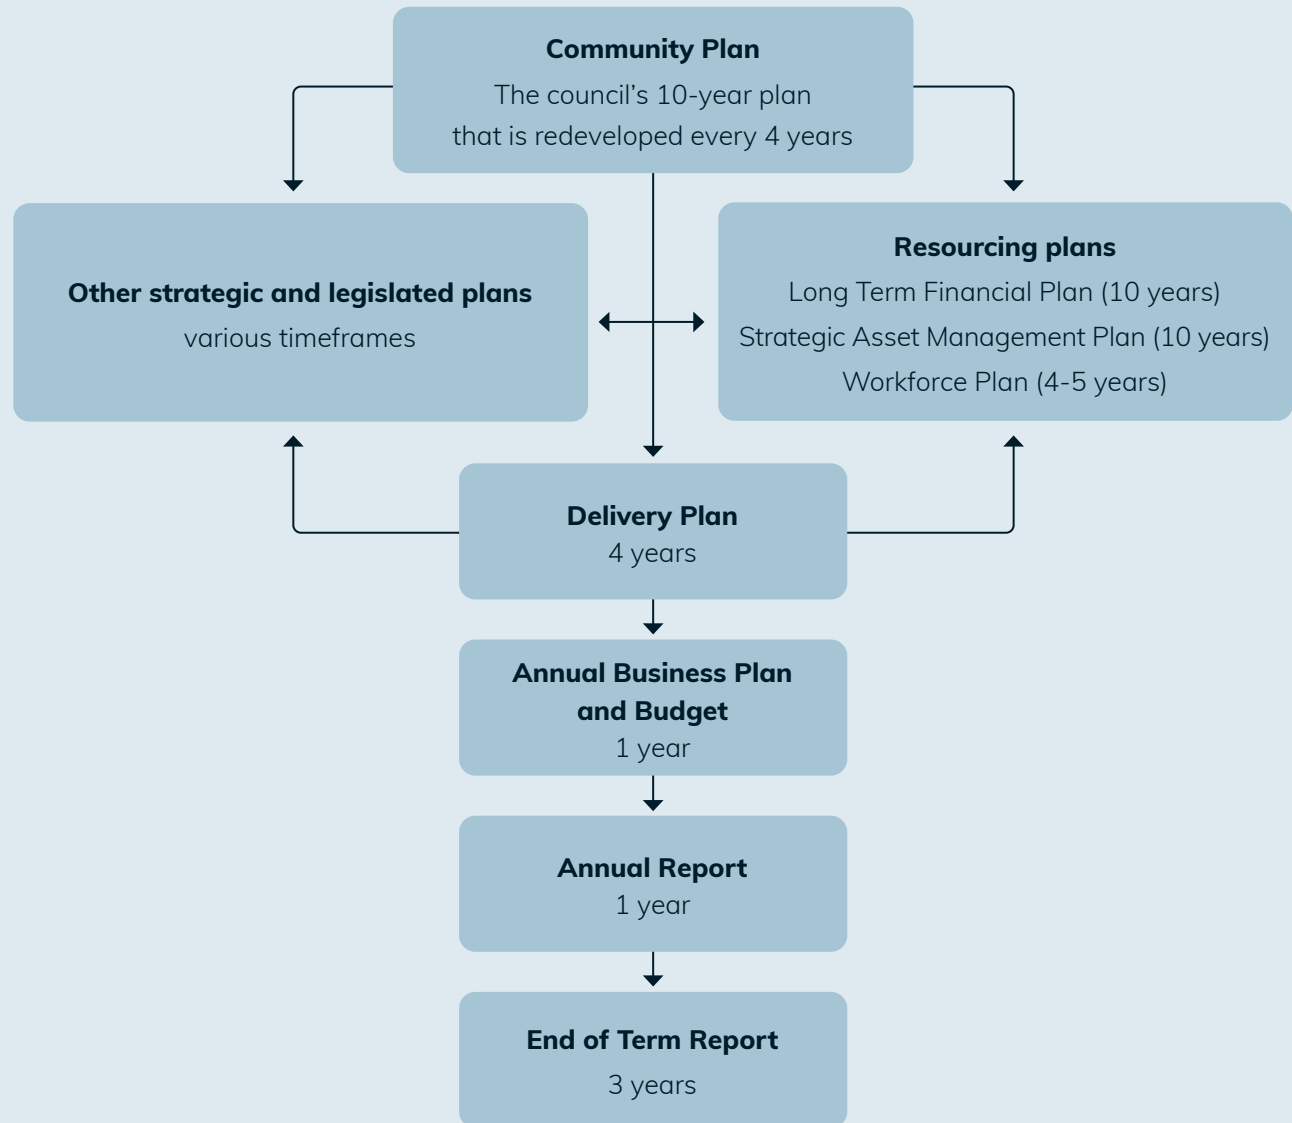 Community Plan
The council’s 10-year plan
that is redeveloped every 4 years
Other strategic and legislated plans
various timeframes
Resourcing plans
Long Term Financial Plan (10 years)
Strategic Asset Management Plan (10 years)
Workforce Plan (4-5 years)
Delivery Plan
4 years
Annual Business Plan
and Budget
1 year
Annual Report
1 year
End of Term Report
3 years